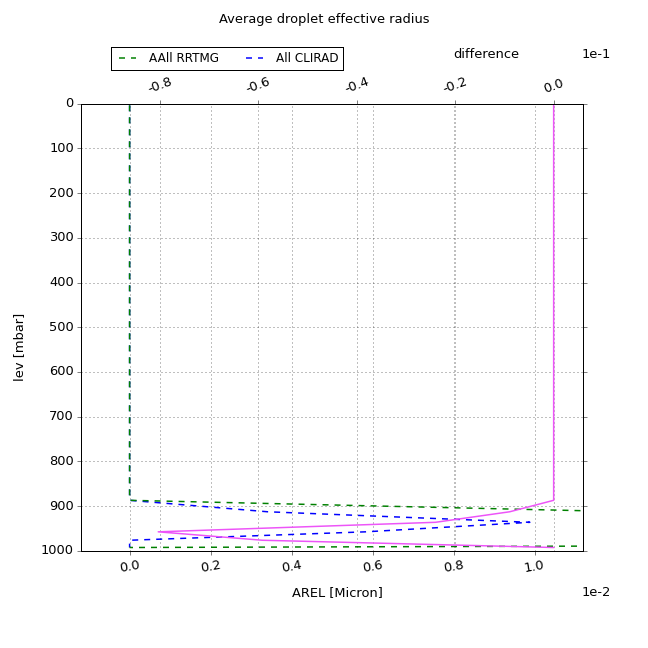 Average droplet effective radius
AAll RRTMG All CLIRAD
difference 1e-1
-0.8 -0.6 -0.4 -0.2 0.0
0
100
200
300
400
500
600
700
800
900
1000
lev [mbar]
0.0 0.2 0.4 0.6 0.8 1.0
AREL [Micron] 1e-2